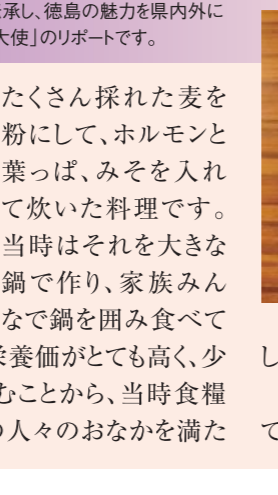 承し、徳島の魅力を県内外に
大使」のリポートです。
たくさん採れた麦を
粉にして、ホルモンと
葉っぱ、みそを入れ
て炊いた料理です。
当時はそれを大きな
鍋で作り、家族みん
なで鍋を囲み食べて
栄養価がとても高く、少
むことから、当時食糧
の人々のおなかを満た
し
て